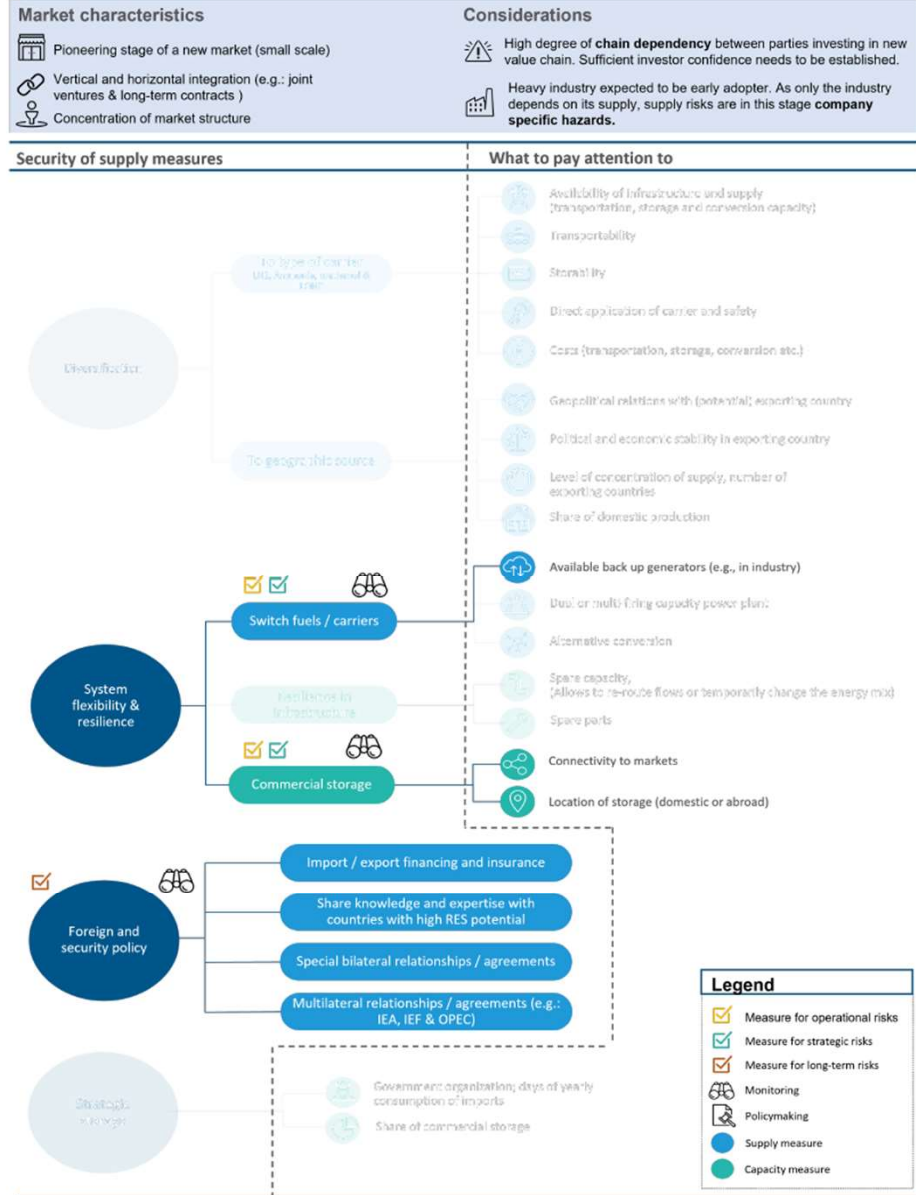 Market characteristics
Pioneering stage of a new market (small scale)
Vertical and horizontal integration (e.g.: joint
ventures & long-term contracts )
Concentration of market structure
Considerations
High degree of chain dependency between parties investing in new
value chain. Sufficient investor confidence needs to be established.
Heavy industry expected to be early adopter. As only the industry
depends on its supply, supply risks are in this stage company
specific hazards.
Security of supply measures
What to pay attention to
Diversification
To type of carrier
To geographic source
Availability of infrastructure and supply
(transportation, storage and conversion capacity)
Transportability
Storability
Direct application of carrier and safety
Costs (transportation, storage, conversion etc.)
Geopolitical relations with (potential) exporting country
Political and economic stability in exporting country
Level of concentration of supply, number of
exporting countries
Share of domestic production
System
flexibility &
resilience
Switch fuels / carriers
Available back up generators (e.g., in industry)
Dual or multi-firing capacity power plant
Alternative conversion
infrastructure
Spare capacity,
(Allows to re-route flows or temporarily change the energy mix)
Spare parts
Commercial storage
Connectivity to markets
Location of storage (domestic or abroad)
Foreign and
security policy
Import / export financing and insurance
Share knowledge and expertise with
countries with high RES potential
Special bilateral relationships / agreements
Multilateral relationships / agreements (e.g.:
IEA, IEF & OPEC)
Strategic
storage
Government organization; days of yearly
consumption of imports
Share of commercial storage
Legend
Measure for operational risks
Measure for strategic risks
Measure for long-term risks
Monitoring
Policymaking
Supply measure
Capacity measure